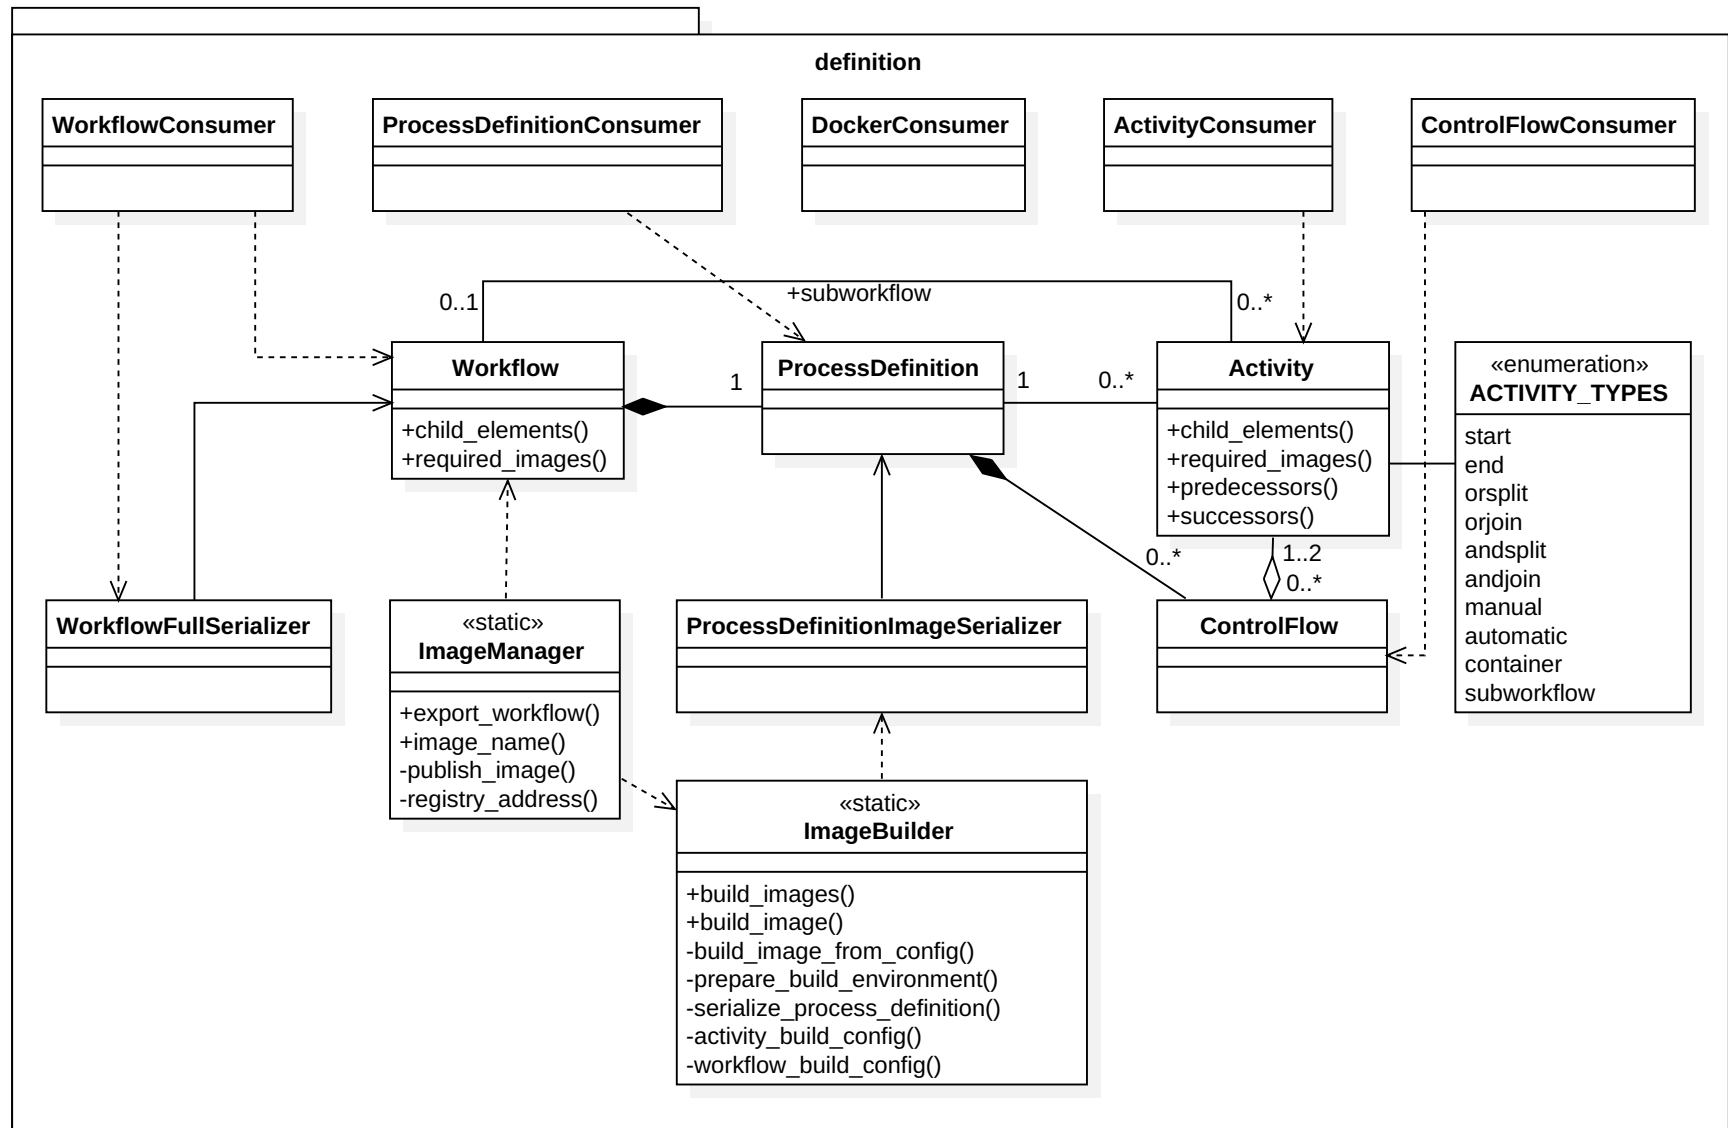 definition
WorkflowConsumer
ProcessDefinitionConsumer
DockerConsumer
ActivityConsumer
ControlFlowConsumer
+subworkflow
0..1
0..*
Workflow
+child_elements()
+required_images()
1
ProcessDefinition
1
0..*
Activity
+child_elements()
+required_images()
+predecessors()
+successors()
«enumeration»
ACTIVITY_TYPES
start
end
orsplit
orjoin
andsplit
andjoin
manual
automatic
container
subworkflow
0..*
1..2
0..*
WorkflowFullSerializer
«static»
ImageManager
+export_workflow()
+image_name()
-publish_image()
-registry_address()
ProcessDefinitionImageSerializer
ControlFlow
«static»
ImageBuilder
+build_images()
+build_image()
-build_image_from_config()
-prepare_build_environment()
-serialize_process_definition()
-activity_build_config()
-workflow_build_config()